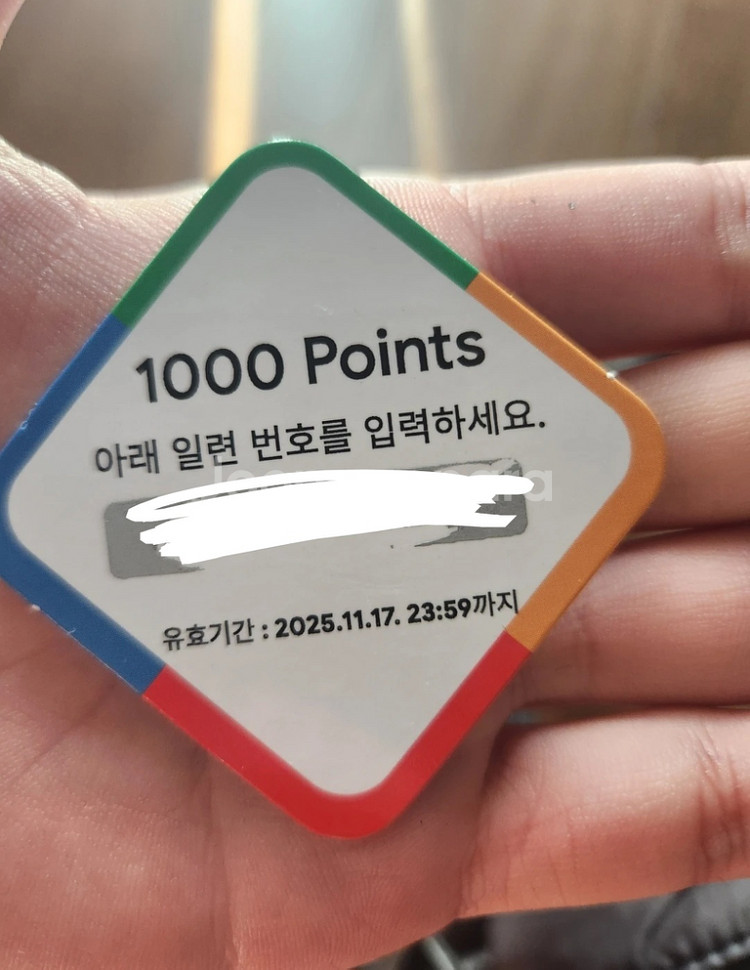 1000 Points
아래 일련 번호를 입력하세요.
유효기간 : 2025.11.17. 23:59까지